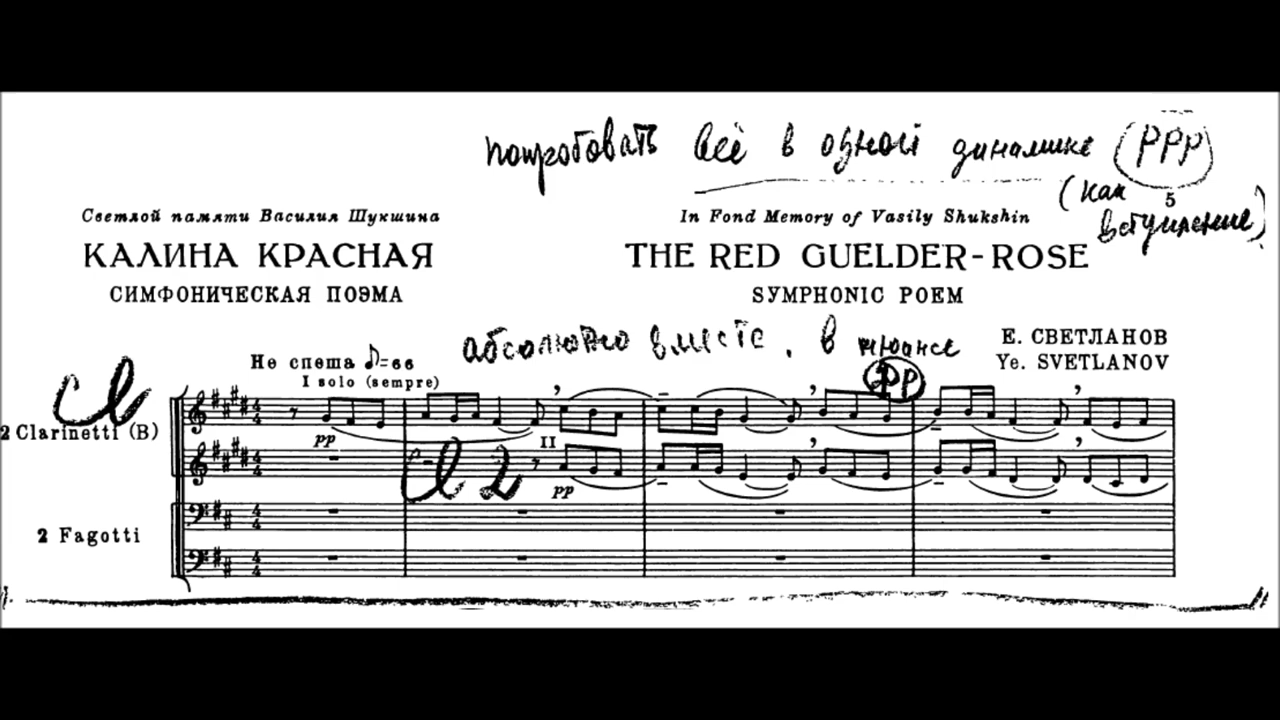 попробовать всё в одной динамике ppp
(как
5
вступление)
Светлой памяти Василия Шукшина
КАЛИНА КРАСНАЯ
СИМФОНИЧЕСКАЯ ПОЭМА
In Fond Memory of Vasily Shukshin
THE RED GUELDER-ROSE
SYMPHONIC POEM
Е. СВЕТЛАНОВ
Ye. SVETLANOV
абсолютно вместе, в нюансе
pp
Не спеша ♪=66
I solo (sempre)
Cl
2 Clarinetti (B)
pp
II
Cl 2
pp
2 Fagotti